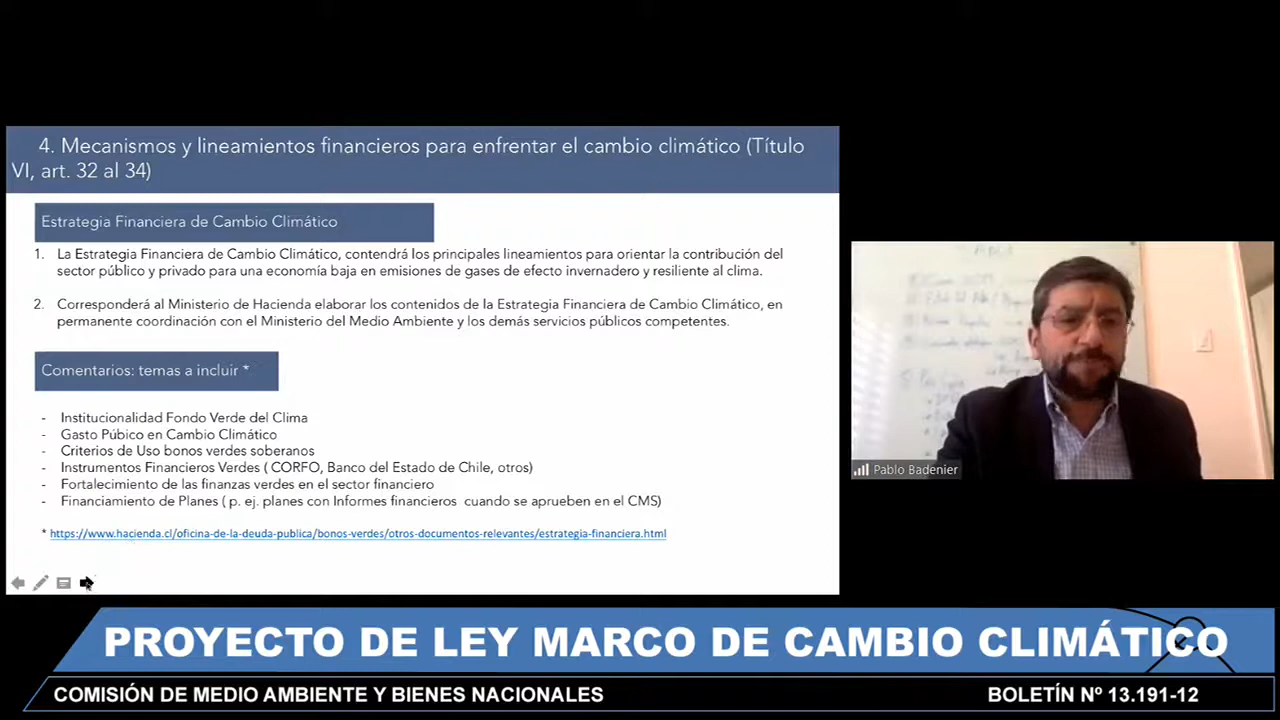 4. Mecanismos y lineamientos financieros para enfrentar el cambio climático (Título
VI, art. 32 al 34)
Estrategia Financiera de Cambio Climático
1. La Estrategia Financiera de Cambio Climático, contendrá los principales lineamientos para orientar la contribución del
sector público y privado para una economía baja en emisiones de gases de efecto invernadero y resiliente al clima.
2. Corresponderá al Ministerio de Hacienda elaborar los contenidos de la Estrategia Financiera de Cambio Climático, en
permanente coordinación con el Ministerio del Medio Ambiente y los demás servicios públicos competentes.
Comentarios: temas a incluir *
- Institucionalidad Fondo Verde del Clima
- Gasto Púbico en Cambio Climático
- Criterios de Uso bonos verdes soberanos
- Instrumentos Financieros Verdes ( CORFO, Banco del Estado de Chile, otros)
- Fortalecimiento de las finanzas verdes en el sector financiero
- Financiamiento de Planes ( p. ej. planes con Informes financieros cuando se aprueben en el CMS)
* https://www.hacienda.cl/oficina-de-la-deuda-publica/bonos-verdes/otros-documentos-relevantes/estrategia-financiera.html
Pablo Badenier
PROYECTO DE LEY MARCO DE CAMBIO CLIMÁTICO
COMISIÓN DE MEDIO AMBIENTE Y BIENES NACIONALES
BOLETÍN Nº 13.191-12